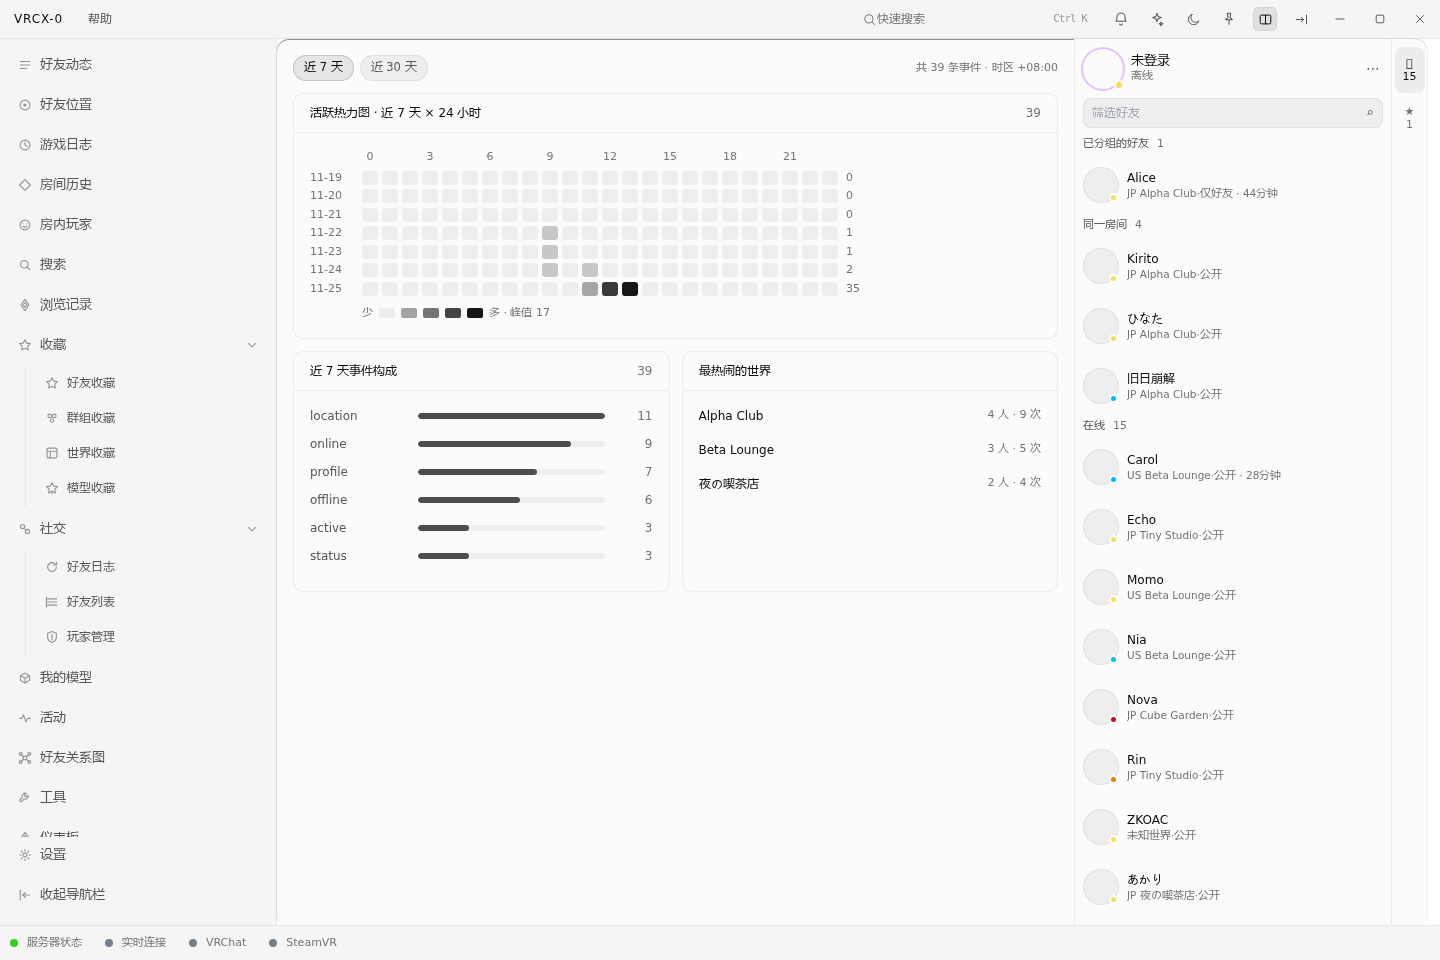 VRCX-0 帮助
快速搜索 Ctrl K
好友动态
好友位置
游戏日志
房间历史
房内玩家
搜索
浏览记录
收藏
好友收藏
群组收藏
世界收藏
模型收藏
社交
好友日志
好友列表
玩家管理
我的模型
活动
好友关系图
工具
仪表板
设置
收起导航栏
近 7 天 近 30 天 共 39 条事件 · 时区 +08:00
活跃热力图 · 近 7 天 × 24 小时 39
0 3 6 9 12 15 18 21
11-19 0
11-20 0
11-21 0
11-22 1
11-23 1
11-24 2
11-25 35
少 多 · 峰值 17
近 7 天事件构成 39
location 11
online 9
profile 7
offline 6
active 3
status 3
最热闹的世界
Alpha Club 4 人 · 9 次
Beta Lounge 3 人 · 5 次
夜の喫茶店 2 人 · 4 次
未登录
离线
筛选好友
已分组的好友 1
Alice
JP Alpha Club·仅好友 · 44分钟
同一房间 4
Kirito
JP Alpha Club·公开
ひなた
JP Alpha Club·公开
旧日崩解
JP Alpha Club·公开
在线 15
Carol
US Beta Lounge·公开 · 28分钟
Echo
JP Tiny Studio·公开
Momo
US Beta Lounge·公开
Nia
US Beta Lounge·公开
Nova
JP Cube Garden·公开
Rin
JP Tiny Studio·公开
ZKOAC
未知世界·公开
あかり
JP 夜の喫茶店·公开
15
★
1
服务器状态 实时连接 VRChat SteamVR